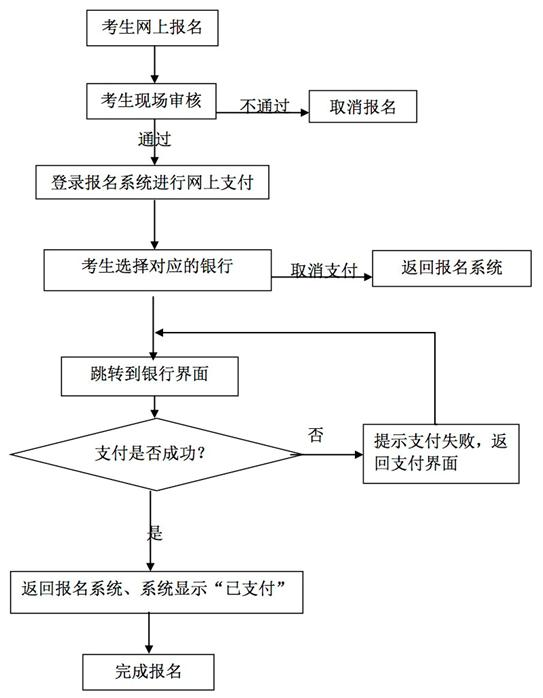 考生网上报名
考生现场审核
不通过
取消报名
通过
登录报名系统进行网上支付
考生选择对应的银行
取消支付
返回报名系统
跳转到银行界面
支付是否成功？
否
提示支付失败，返
回支付界面
是
返回报名系统、系统显示“已支付”
完成报名